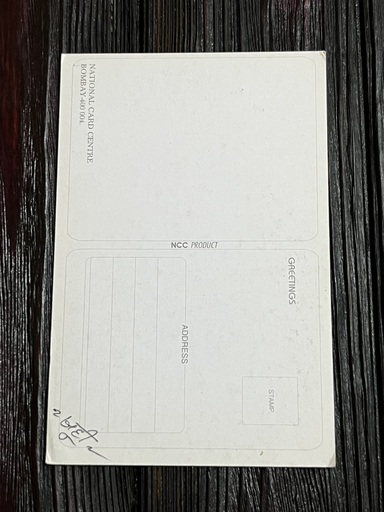 NATIONAL CARD CENTRE
BOMBAY-400 004.
NCC PRODUCT
GREETINGS
ADDRESS
STAMP